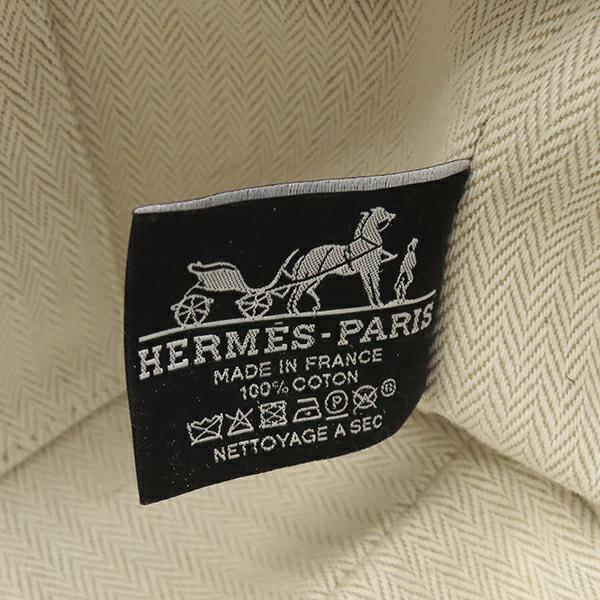 HERMÈS-PARIS
MADE IN FRANCE
100% COTON
P ®
NETTOYAGE A SEC